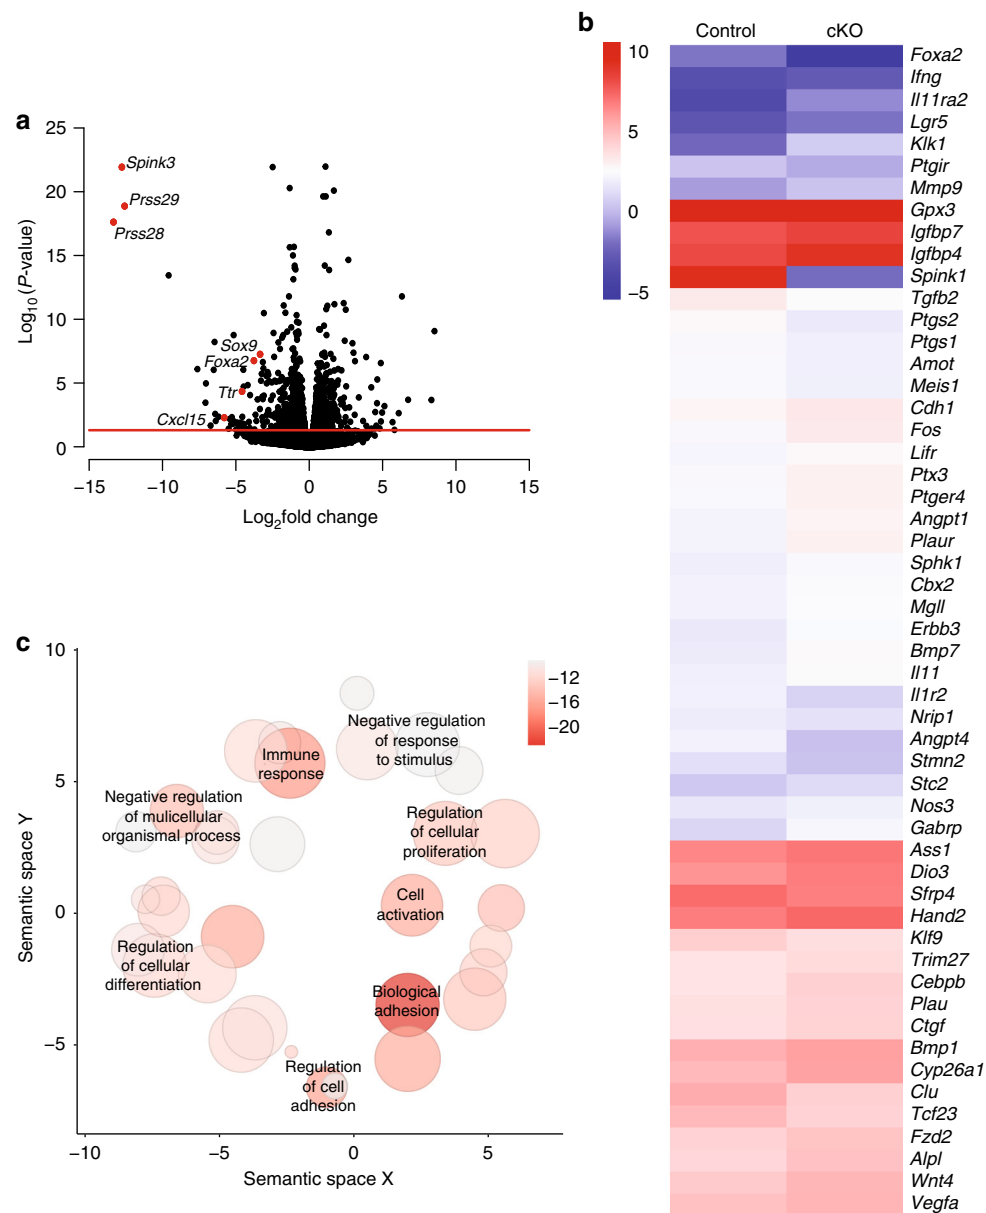 a
25
20
15
10
5
0
Log10(P-value)
Spink3
Prss29
Prss28
Sox9
Foxa2
Ttr
Cxcl15
−15
−10
−5
0
5
10
15
Log2fold change
b
Control
cKO
10
5
0
−5
Foxa2
Ifng
Il11ra2
Lgr5
Klk1
Ptgir
Mmp9
Gpx3
Igfbp7
Igfbp4
Spink1
Tgfb2
Ptgs2
Ptgs1
Amot
Meis1
Cdh1
Fos
Lifr
Ptx3
Ptger4
Angpt1
Plaur
Sphk1
Cbx2
Mgll
Erbb3
Bmp7
Il11
Il1r2
Nrip1
Angpt4
Stmn2
Stc2
Nos3
Gabrp
Ass1
Dio3
Sfrp4
Hand2
Klf9
Trim27
Cebpb
Plau
Ctgf
Bmp1
Cyp26a1
Clu
Tcf23
Fzd2
Alpl
Wnt4
Vegfa
c
10
5
0
−5
Semantic space Y
−12
−16
−20
Negative regulation
of response
to stimulus
Immune
response
Negative regulation
of mulicellular
organismal process
Regulation
of cellular
proliferation
Cell
activation
Regulation
of cellular
differentiation
Biological
adhesion
Regulation
of cell
adhesion
−10
−5
0
5
Semantic space X